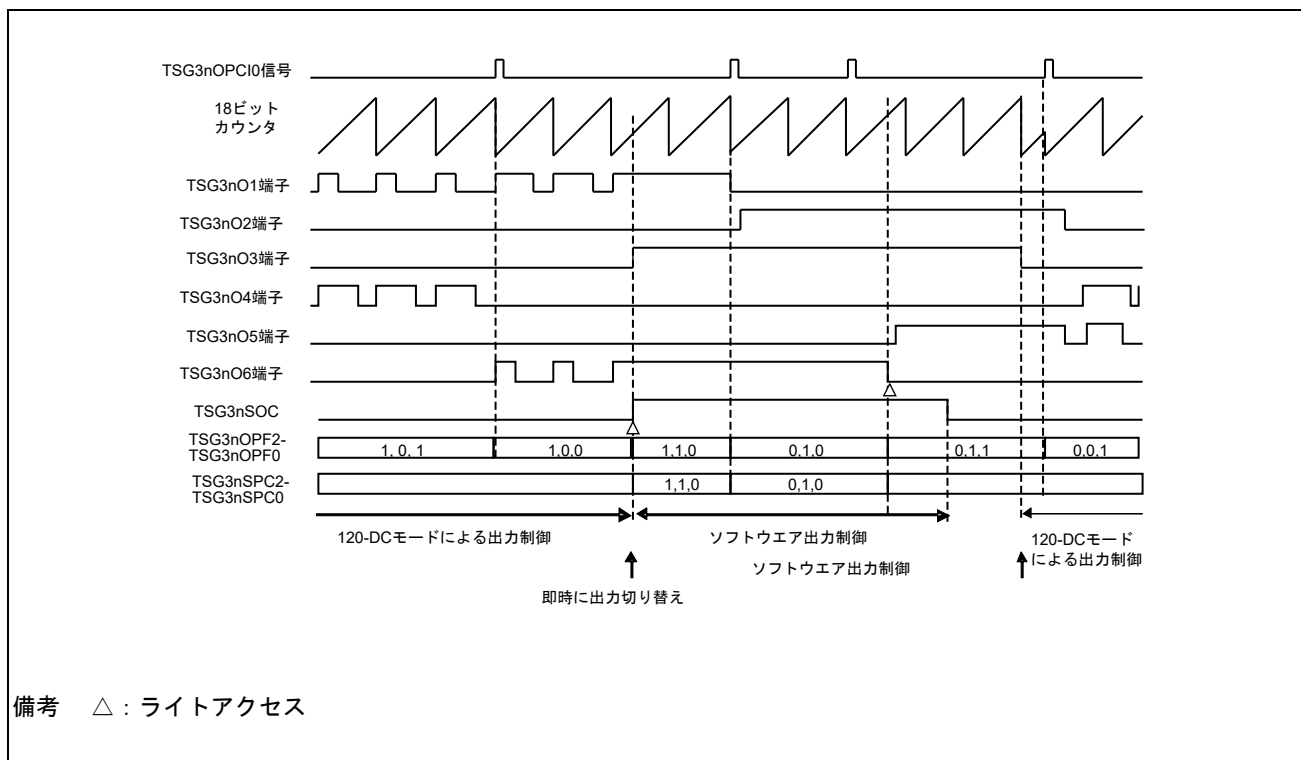 TSG3nOPCI0信号
18ビット
カウンタ
TSG3nO1端子
TSG3nO2端子
TSG3nO3端子
TSG3nO4端子
TSG3nO5端子
TSG3nO6端子
TSG3nSOC
TSG3nOPF2-
TSG3nOPF0
1, 0, 1
1,0,0
1,1,0
0,1,0
0,1,1
0,0,1
TSG3nSPC2-
TSG3nSPC0
1,1,0
0,1,0
120-DCモードによる出力制御
ソフトウエア出力制御
120-DCモード
による出力制御
ソフトウエア出力制御
即時に出力切り替え
備考 △:ライトアクセス